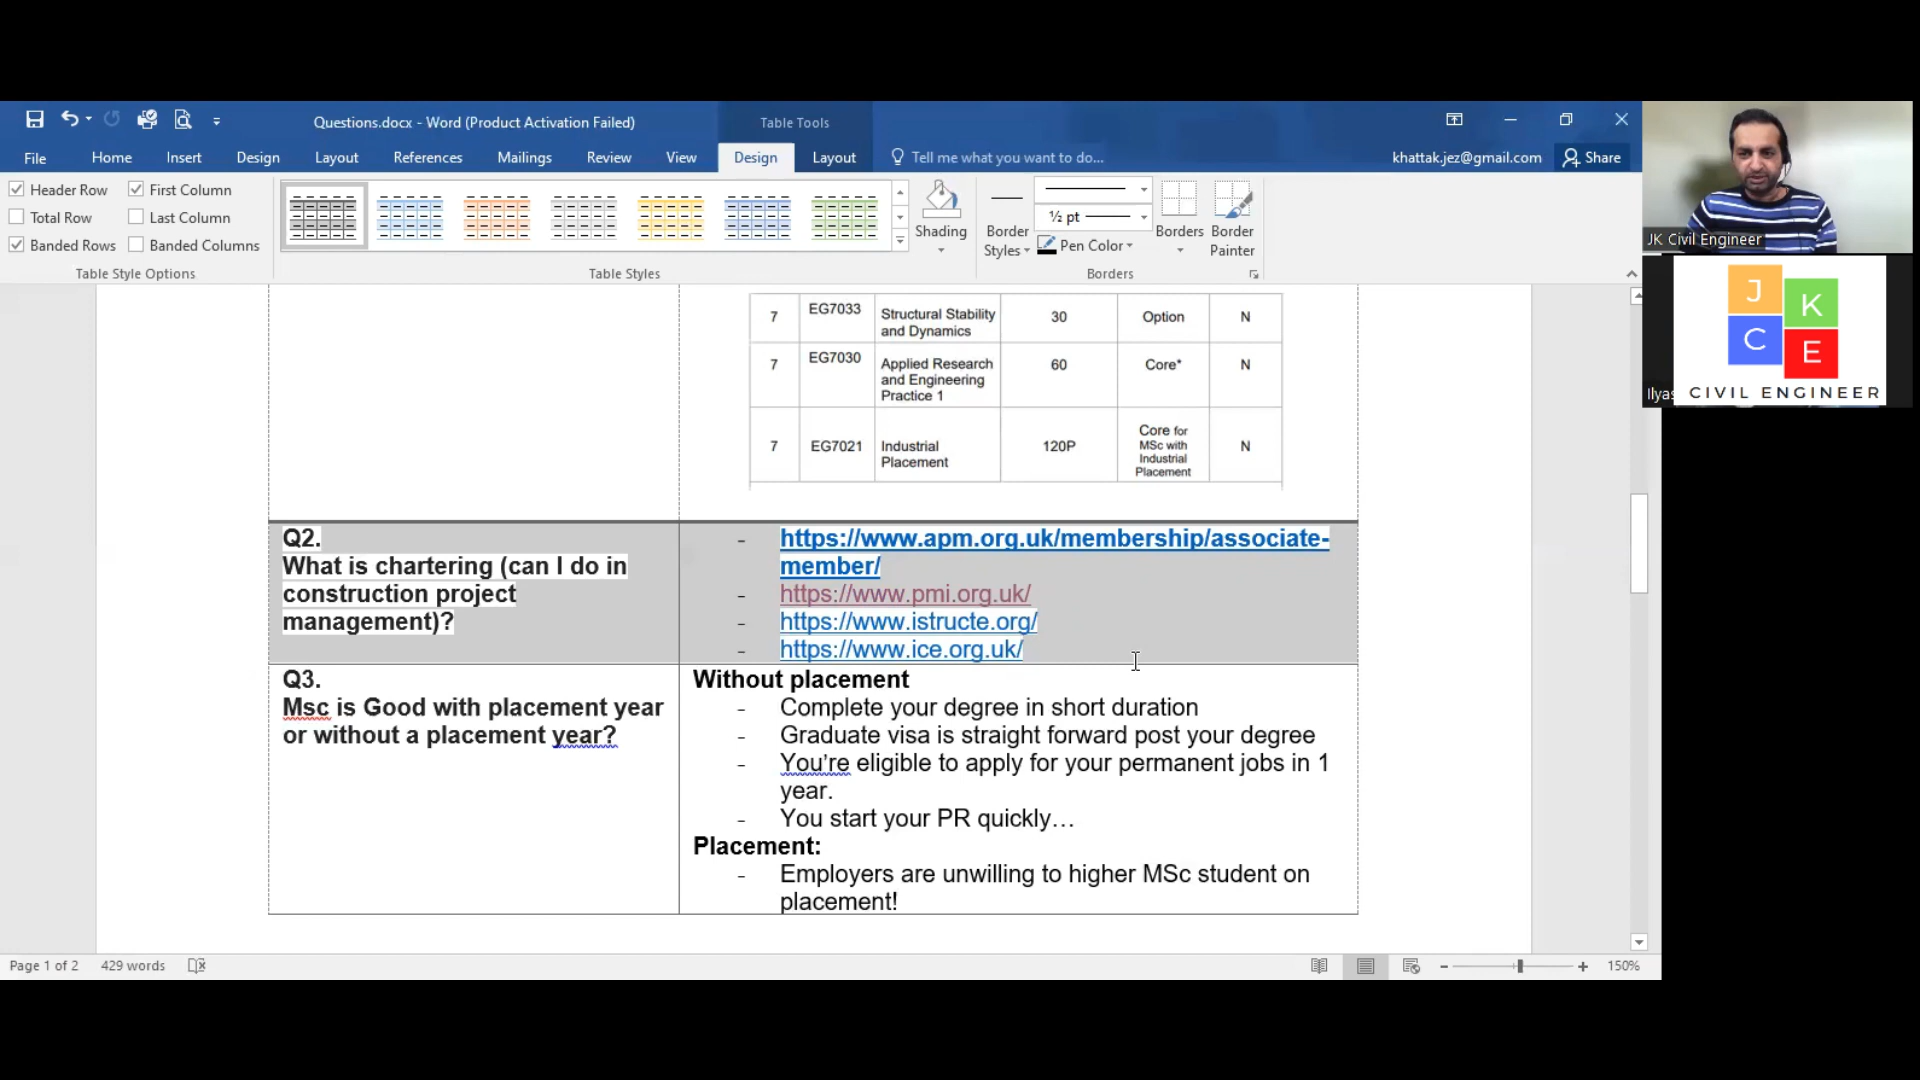 Questions.docx - Word (Product Activation Failed)
Table Tools
File
Home
Insert
Design
Layout
References
Mailings
Review
View
Design
Layout
Tell me what you want to do...
khattak.jez@gmail.com
Share
Header Row
First Column
Total Row
Last Column
Banded Rows
Banded Columns
Table Style Options
Table Styles
Shading
Border
Styles
½ pt
Pen Color
Borders
Border
Painter
Borders
JK Civil Engineer
J
K
C
E
CIVIL ENGINEER
Ilyas
7 EG7033 Structural Stability 30 Option N
and Dynamics
7 EG7030 Applied Research 60 Core* N
and Engineering
Practice 1
7 EG7021 Industrial 120P Core for N
Placement MSc with
Industrial
Placement
Q2.
What is chartering (can I do in
construction project
management)?
- https://www.apm.org.uk/membership/associate-
member/
- https://www.pmi.org.uk/
- https://www.istructe.org/
- https://www.ice.org.uk/
Q3.
Msc is Good with placement year
or without a placement year?
Without placement
- Complete your degree in short duration
- Graduate visa is straight forward post your degree
- You're eligible to apply for your permanent jobs in 1
year.
- You start your PR quickly…
Placement:
- Employers are unwilling to higher MSc student on
placement!
Page 1 of 2
429 words
150%